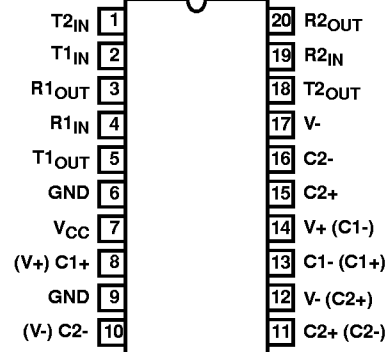 T2IN 1 20 R2OUT
T1IN 2 19 R2IN
R1OUT 3 18 T2OUT
R1IN 4 17 V-
T1OUT 5 16 C2-
GND 6 15 C2+
VCC 7 14 V+ (C1-)
(V+) C1+ 8 13 C1- (C1+)
GND 9 12 V- (C2+)
(V-) C2- 10 11 C2+ (C2-)